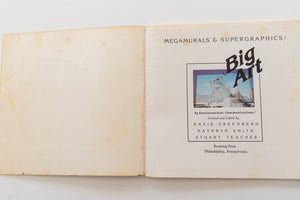 MEGAMURALS & SUPERGRAPHICS:
Big
Art
by Environmental Communications
Created and Edited by
DAVID GREENBERG
KATHRYN SMITH
STUART TEACHER
Running Press
Philadelphia, Pennsylvania